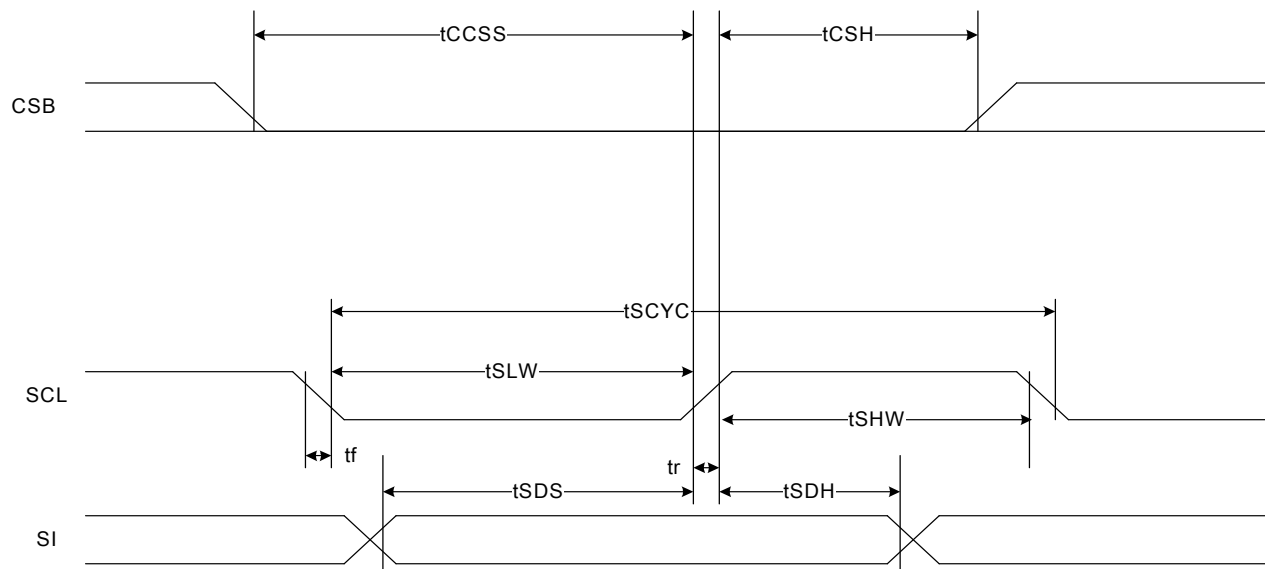 tCCSS
tCSH
CSB
tSCYC
tSLW
SCL
tSHW
tf
tr
tSDS
tSDH
SI